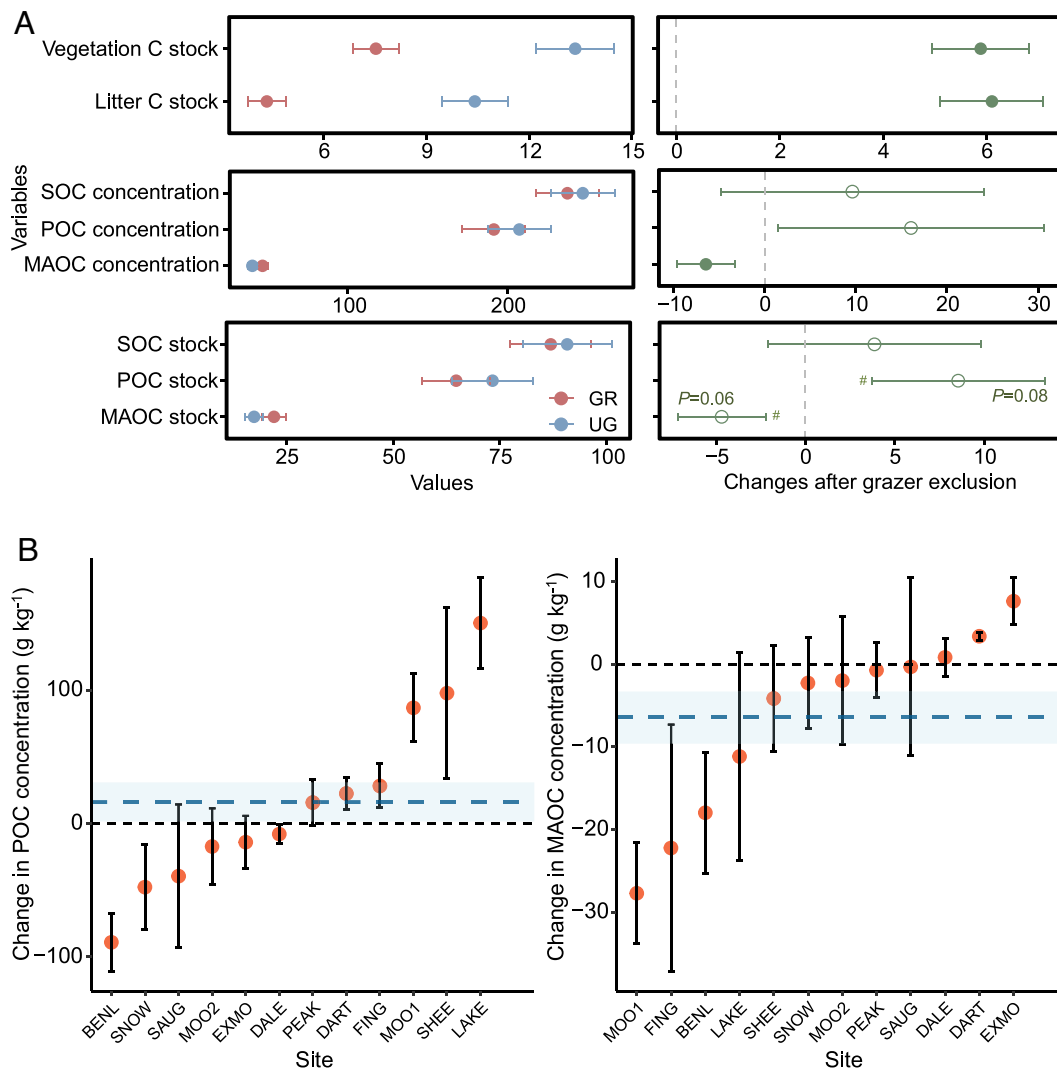 A
Variables
Vegetation C stock
Litter C stock
6 9 12 15
0 2 4 6
SOC concentration
POC concentration
MAOC concentration
100 200
−10 0 10 20 30
SOC stock
POC stock
MAOC stock
GR
UG
25 50 75 100
Values
#
P=0.06
P=0.08
#
−5 0 5 10
Changes after grazer exclusion
B
Change in POC concentration (g kg⁻¹)
100
0
−100
BENL SNOW SAUG MOO2 EXMO DALE PEAK DART FING MOO1 SHEE LAKE
Site
Change in MAOC concentration (g kg⁻¹)
10
0
−10
−20
−30
MOO1 FING BENL LAKE SHEE SNOW MOO2 PEAK SAUG DALE DART EXMO
Site